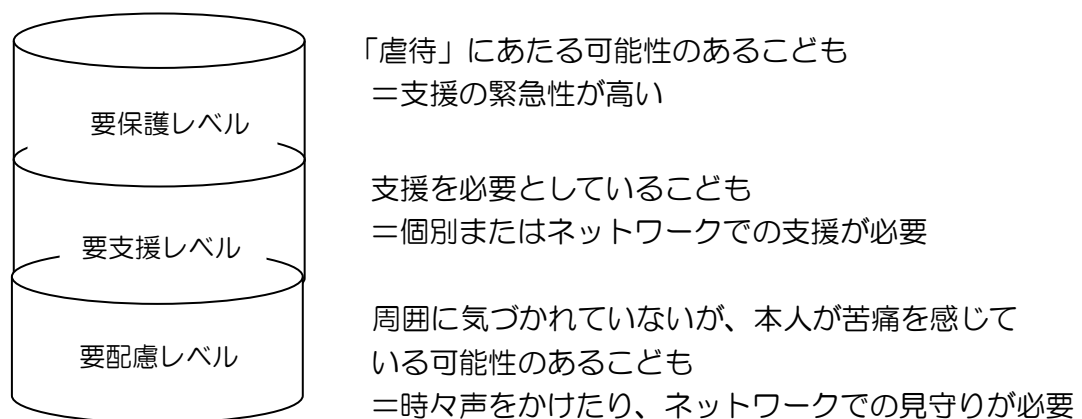 「虐待」にあたる可能性のあるこども
＝支援の緊急性が高い
要保護レベル
支援を必要としているこども
＝個別またはネットワークでの支援が必要
要支援レベル
周囲に気づかれていないが、本人が苦痛を感じて
いる可能性のあるこども
＝時々声をかけたり、ネットワークでの見守りが必要
要配慮レベル